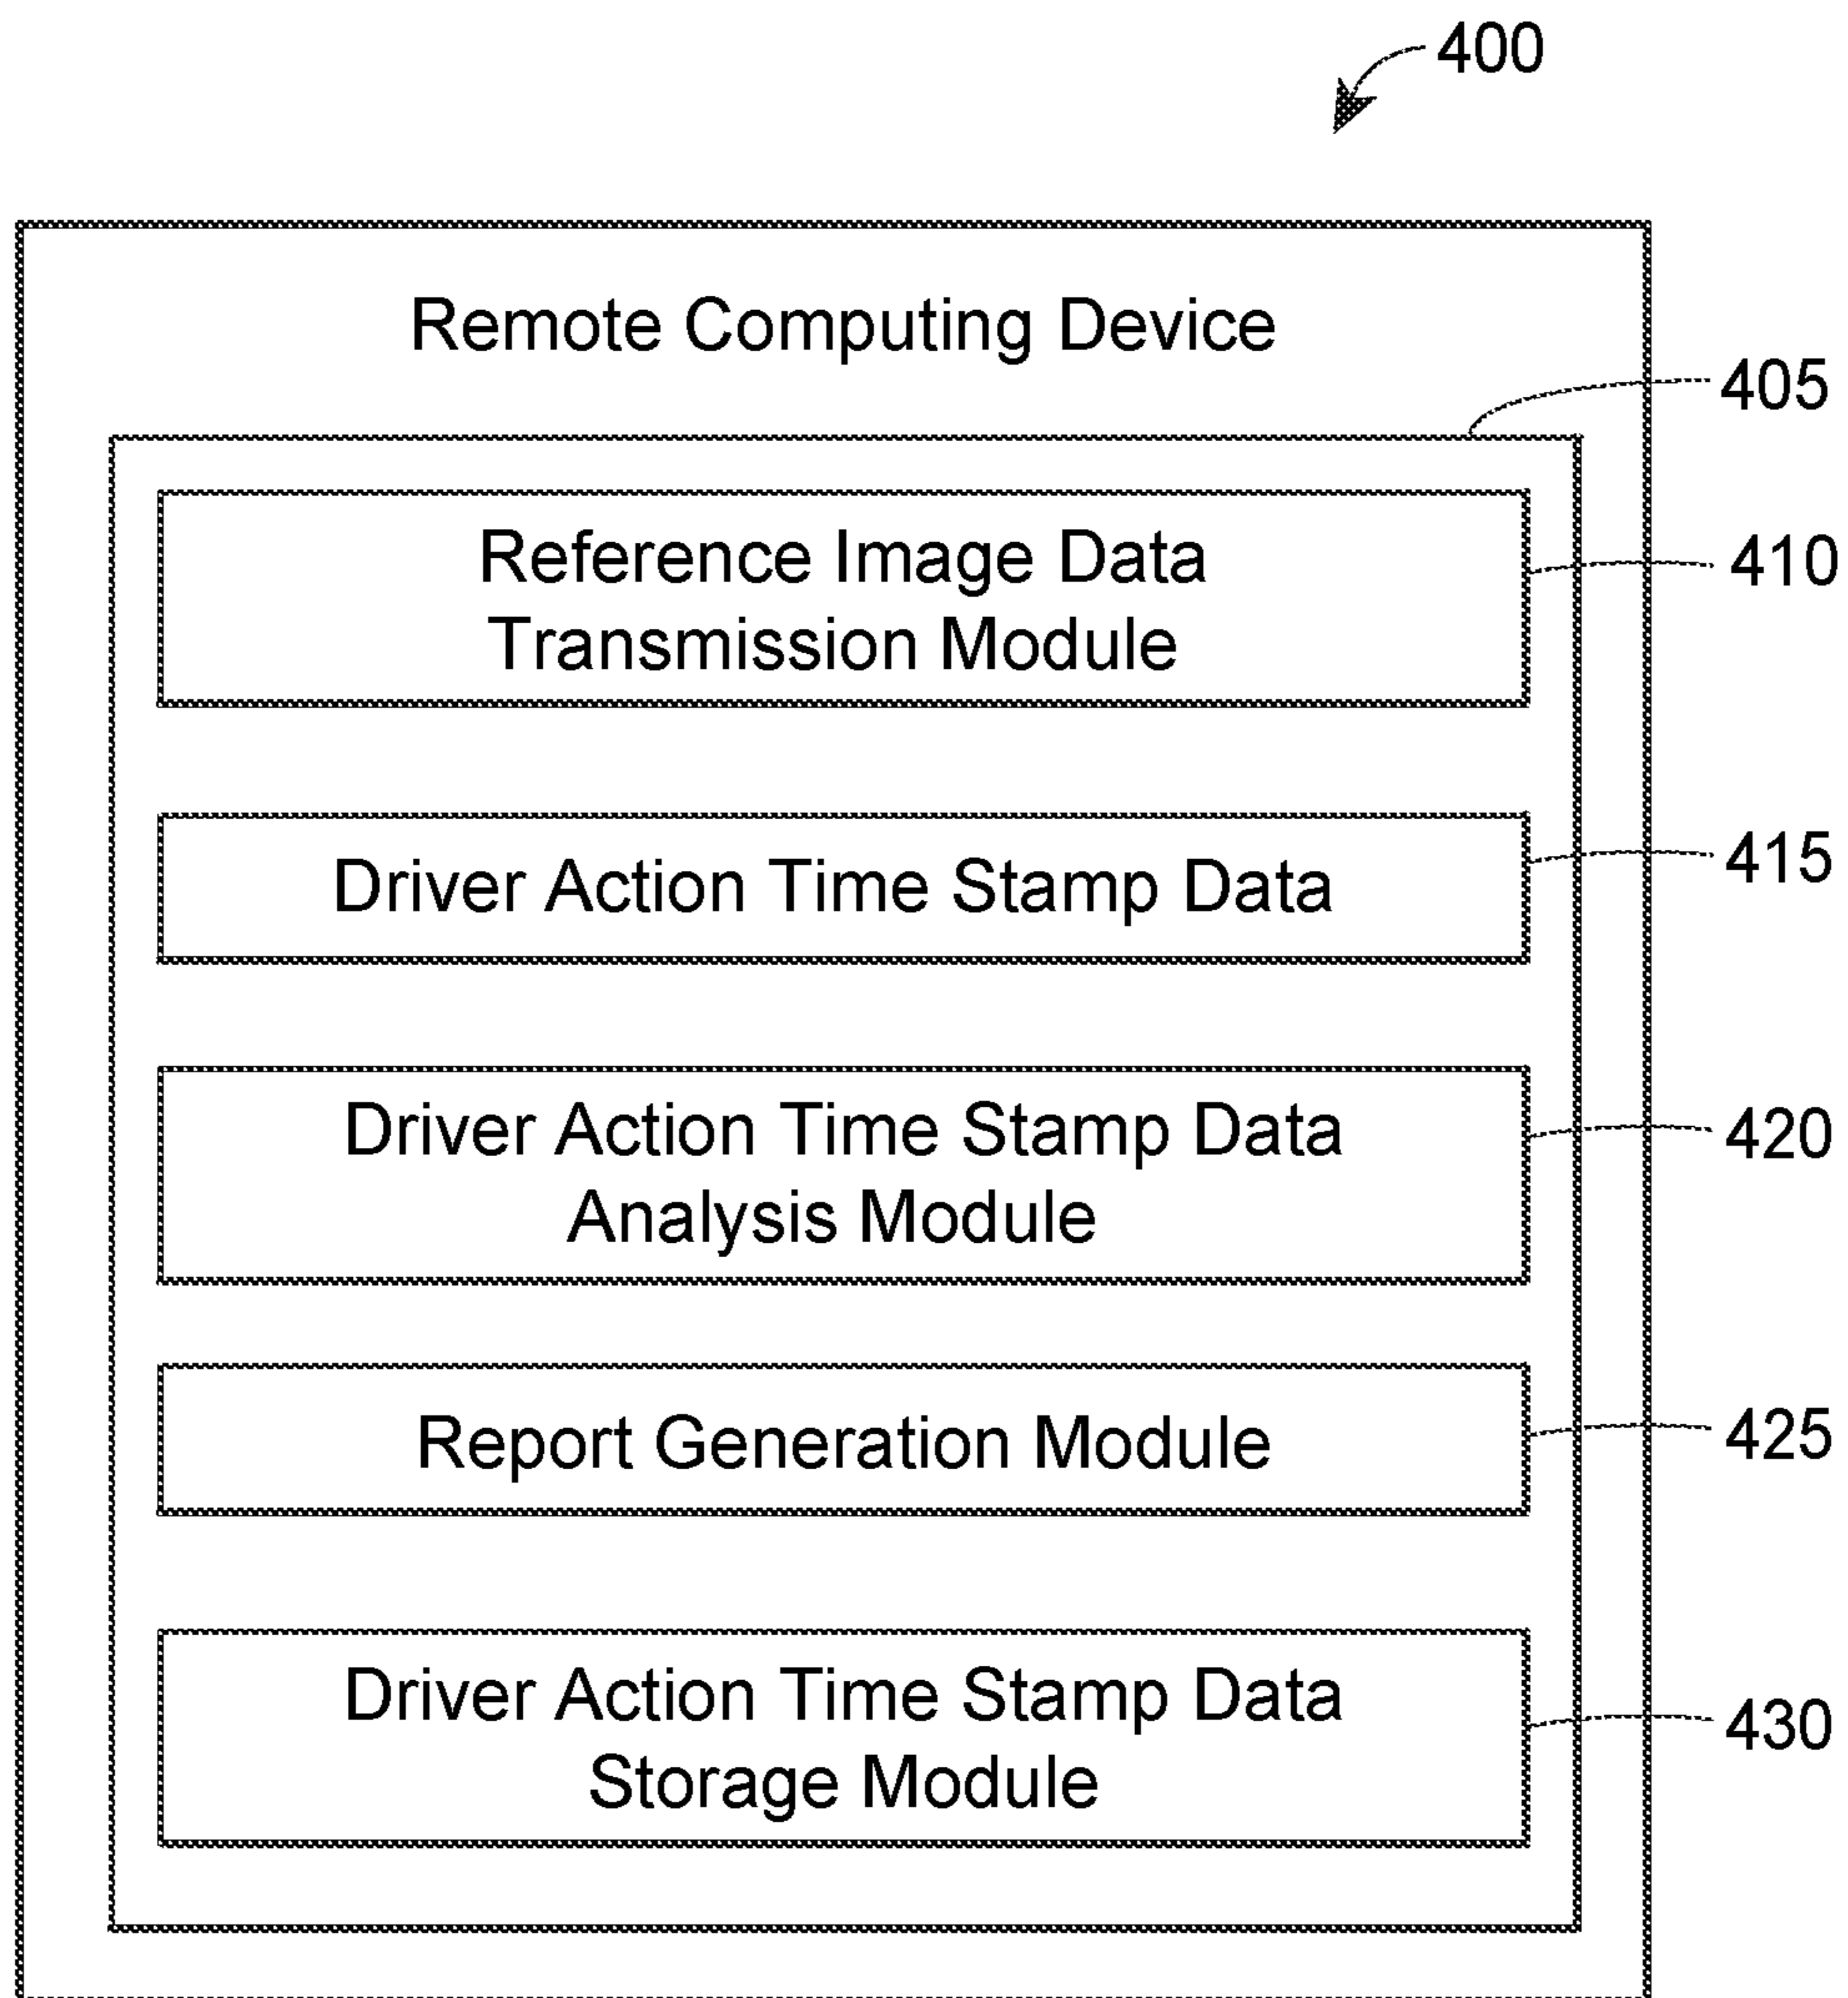 400
Remote Computing Device
405
Reference Image Data
Transmission Module
410
Driver Action Time Stamp Data
415
Driver Action Time Stamp Data
Analysis Module
420
Report Generation Module
425
Driver Action Time Stamp Data
Storage Module
430